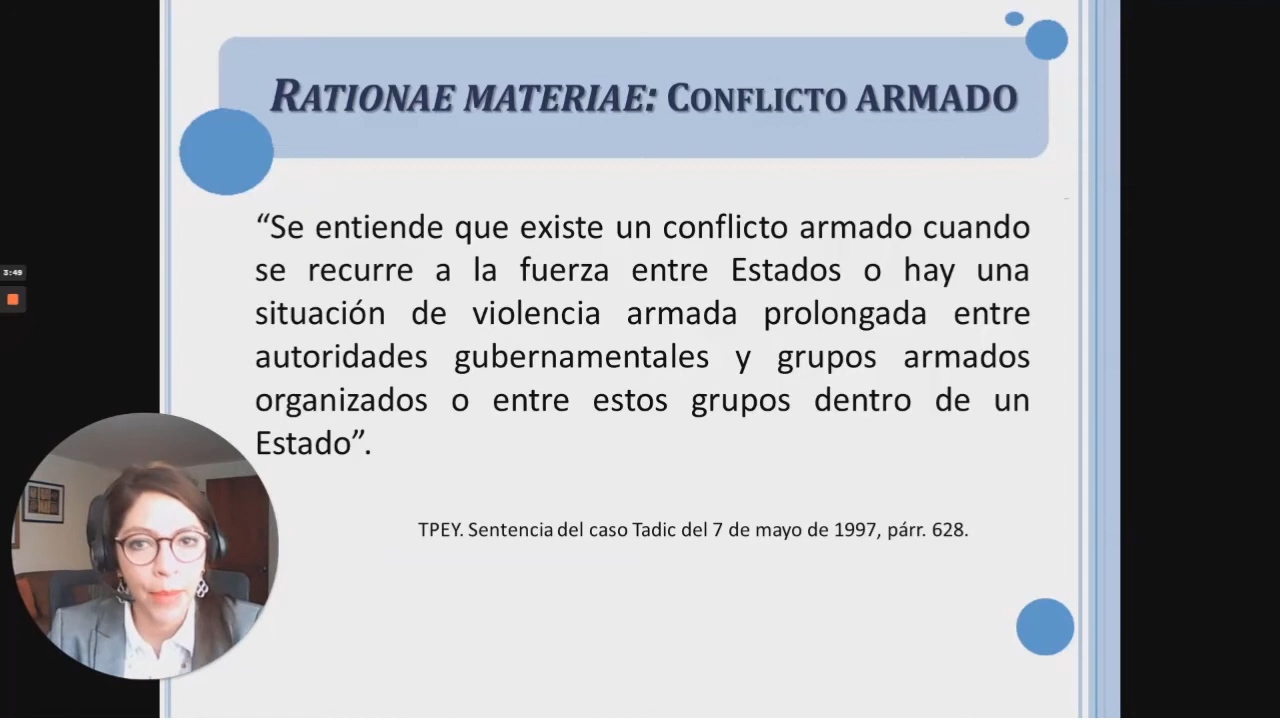 RATIONAE MATERIAE: CONFLICTO ARMADO
“Se entiende que existe un conflicto armado cuando
se recurre a la fuerza entre Estados o hay una
situación de violencia armada prolongada entre
autoridades gubernamentales y grupos armados
organizados o entre estos grupos dentro de un
Estado”.
TPEY. Sentencia del caso Tadic del 7 de mayo de 1997, párr. 628.
3:49